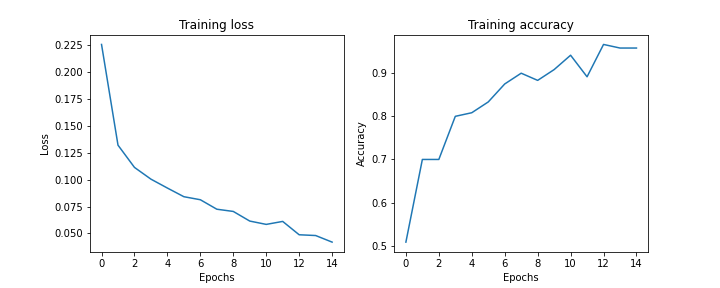 Training loss
Loss
0.225
0.200
0.175
0.150
0.125
0.100
0.075
0.050
0 2 4 6 8 10 12 14
Epochs
Training accuracy
Accuracy
0.9
0.8
0.7
0.6
0.5
0 2 4 6 8 10 12 14
Epochs